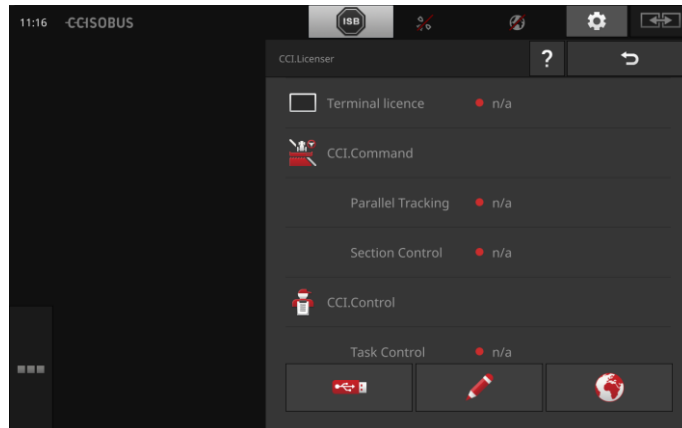 11:16 CCISOBUS ISB
CCI.Licenser ?
Terminal licence n/a
CCI.Command
Parallel Tracking n/a
Section Control n/a
CCI.Control
Task Control n/a